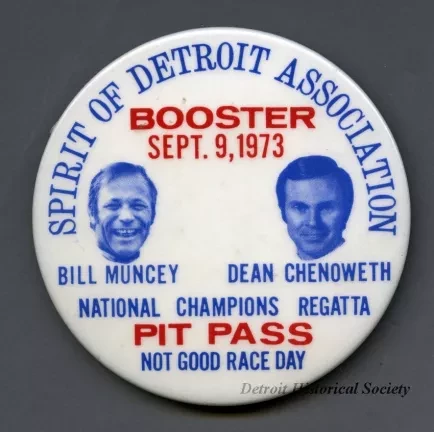 SPIRIT OF DETROIT ASSOCIATION
BOOSTER
SEPT. 9, 1973
BILL MUNCEY
DEAN CHENOWETH
NATIONAL CHAMPIONS REGATTA
PIT PASS
NOT GOOD RACE DAY
Detroit Historical Society